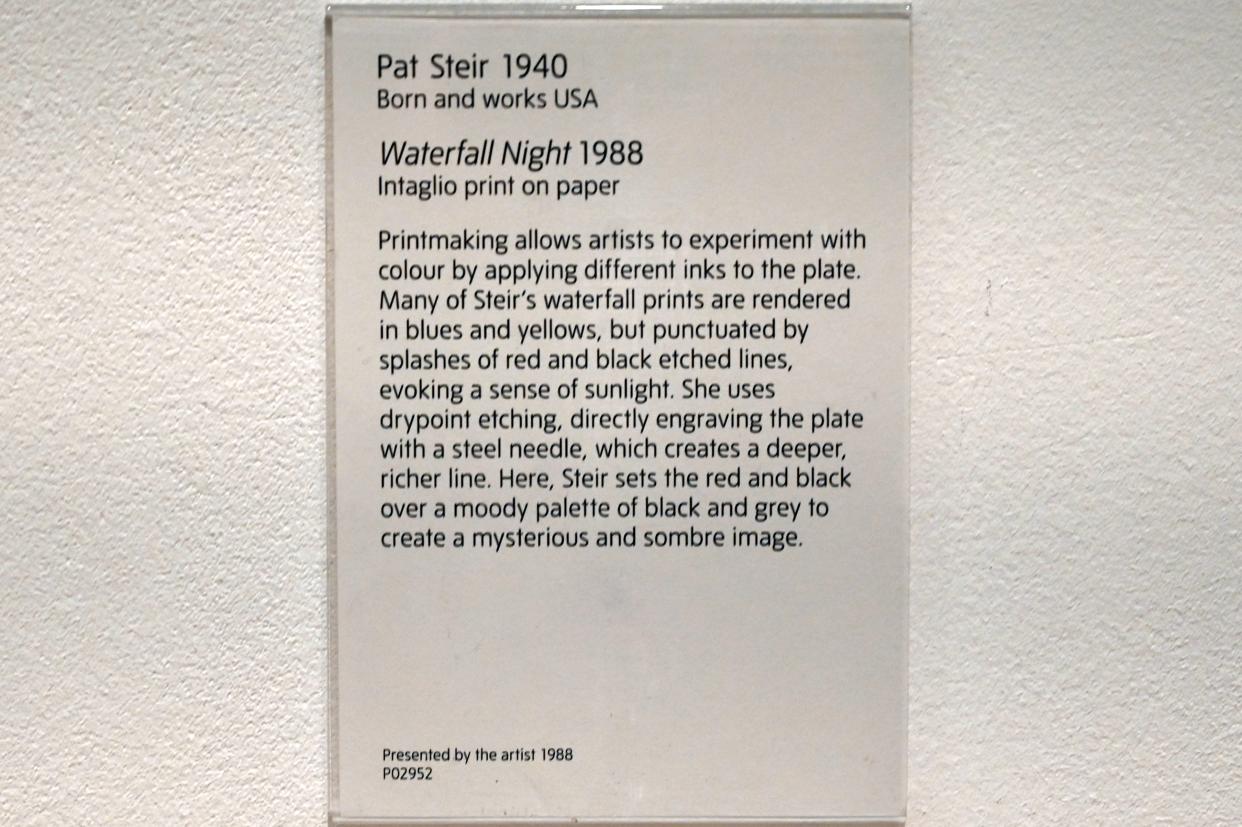 Pat Steir 1940
Born and works USA
Waterfall Night 1988
Intaglio print on paper
Printmaking allows artists to experiment with
colour by applying different inks to the plate.
Many of Steir’s waterfall prints are rendered
in blues and yellows, but punctuated by
splashes of red and black etched lines,
evoking a sense of sunlight. She uses
drypoint etching, directly engraving the plate
with a steel needle, which creates a deeper,
richer line. Here, Steir sets the red and black
over a moody palette of black and grey to
create a mysterious and sombre image.
Presented by the artist 1988
P02952